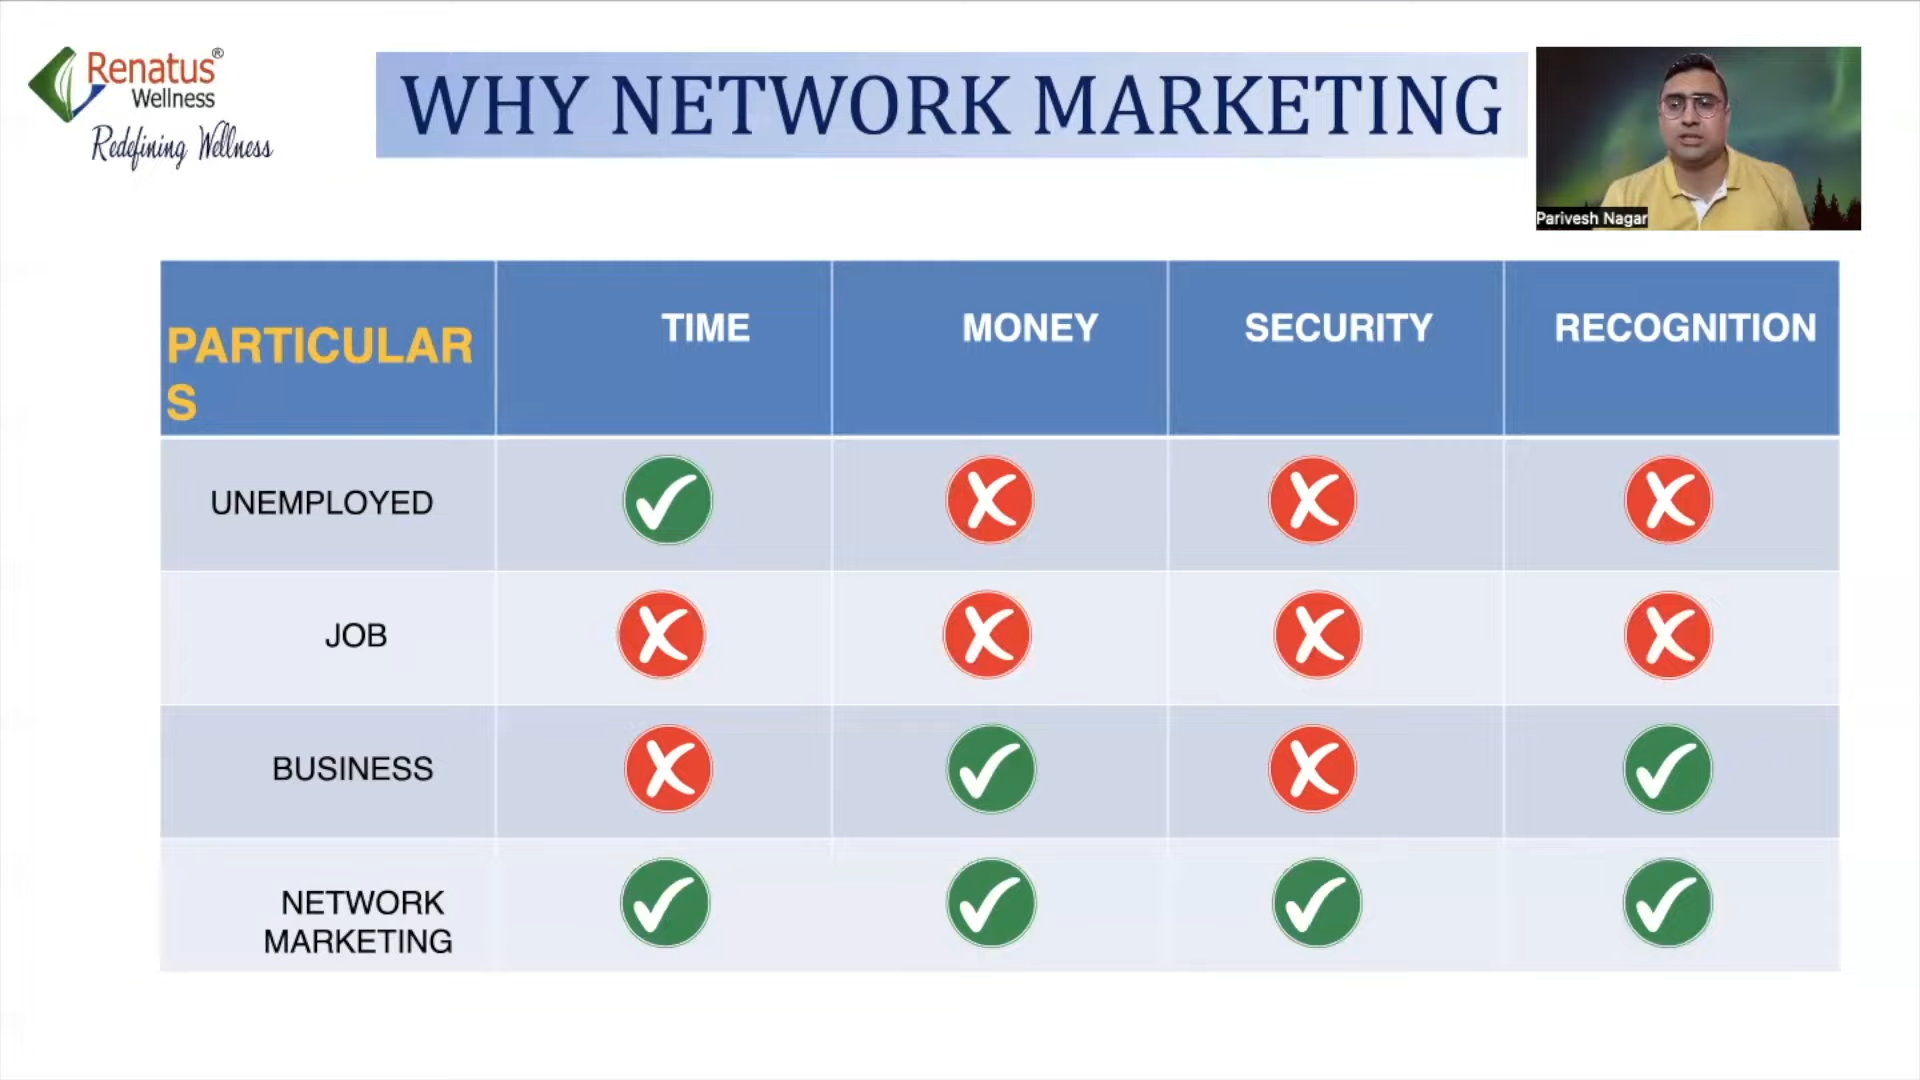 Renatus®
Wellness
Redefining Wellness
WHY NETWORK MARKETING
Parivesh Nagar
PARTICULAR
S
TIME
MONEY
SECURITY
RECOGNITION
UNEMPLOYED
JOB
BUSINESS
NETWORK
MARKETING